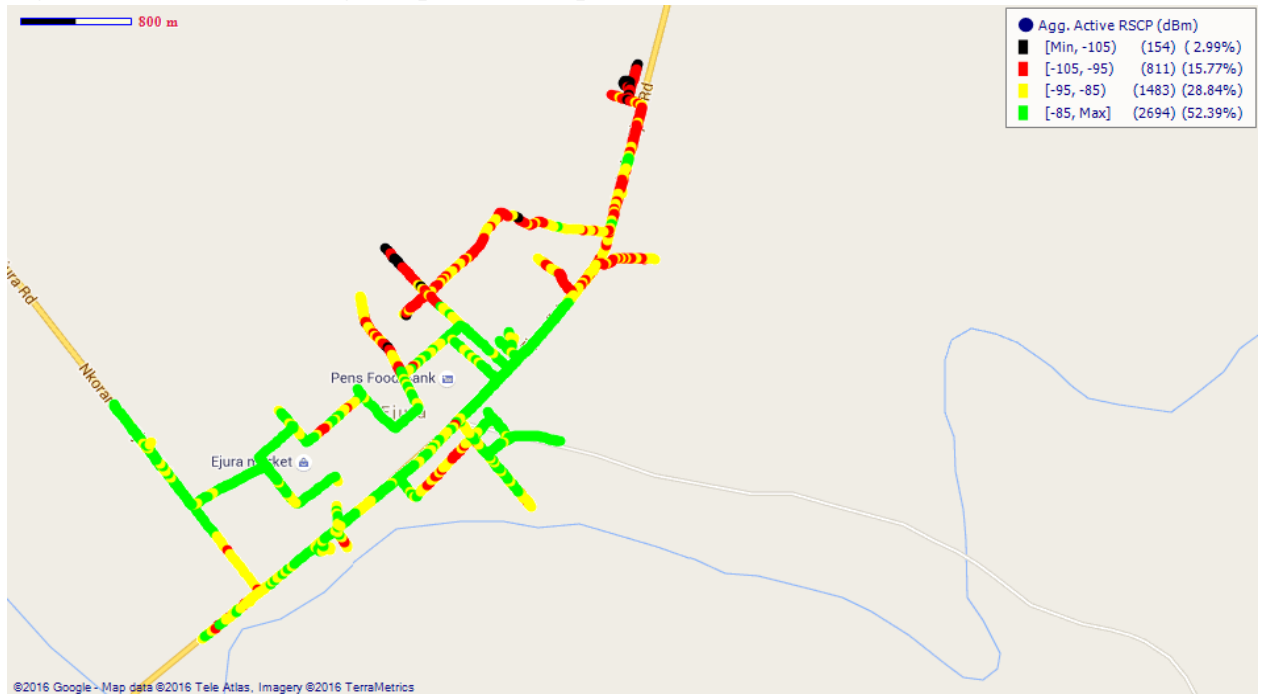 800 m
Agg. Active RSCP (dBm)
[Min, -105) (154) ( 2.99%)
[-105, -95) (811) (15.77%)
[-95, -85) (1483) (28.84%)
[-85, Max] (2694) (52.39%)
Rd
ura Rd
Nkoran
Pens Food Bank
Ejura
Ejura market
©2016 Google - Map data ©2016 Tele Atlas, Imagery ©2016 TerraMetrics